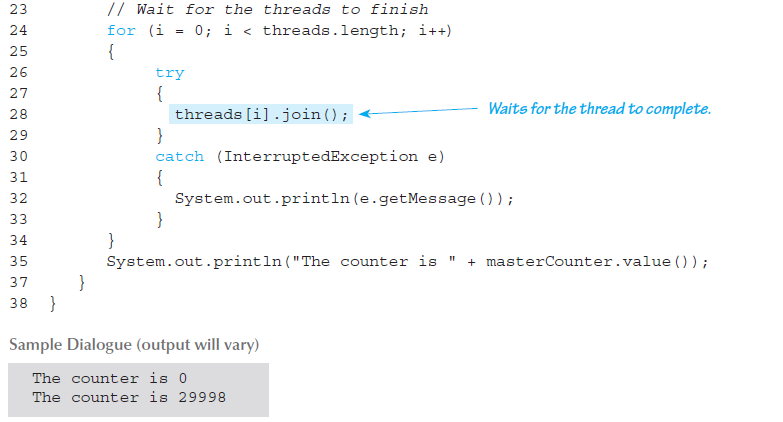 23 // Wait for the threads to finish
24 for (i = 0; i < threads.length; i++)
25 {
26 try
27 {
28 threads[i].join(); Waits for the thread to complete.
29 }
30 catch (InterruptedException e)
31 {
32 System.out.println(e.getMessage());
33 }
34 }
35 System.out.println("The counter is " + masterCounter.value());
37 }
38 }
Sample Dialogue (output will vary)
The counter is 0
The counter is 29998